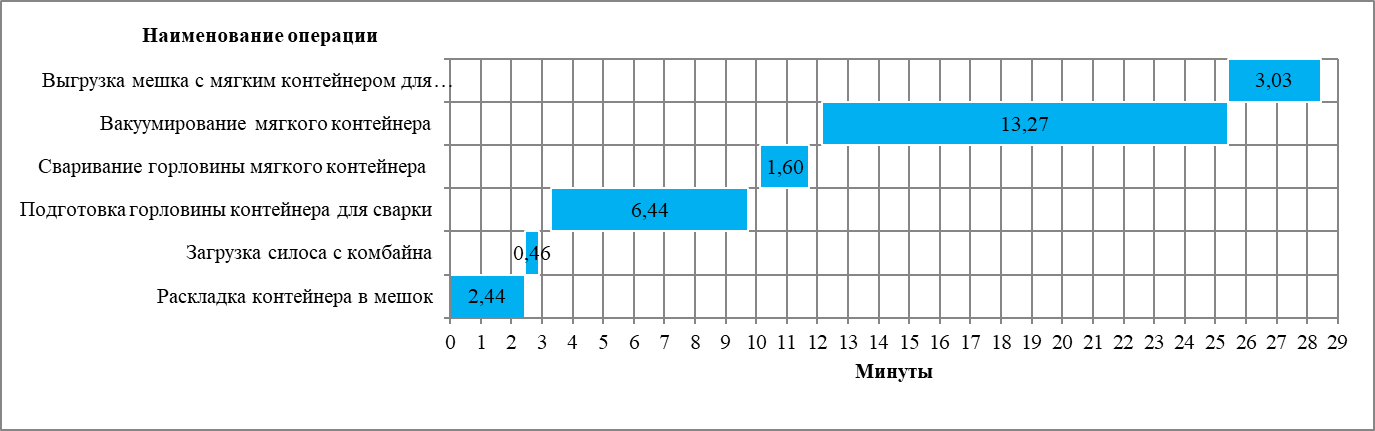 Наименование операции
Выгрузка мешка с мягким контейнером для…
3,03
Вакуумирование мягкого контейнера
13,27
Сваривание горловины мягкого контейнера
1,60
Подготовка горловины контейнера для сварки
6,44
Загрузка силоса с комбайна
0,46
Раскладка контейнера в мешок
2,44
0 1 2 3 4 5 6 7 8 9 10 11 12 13 14 15 16 17 18 19 20 21 22 23 24 25 26 27 28 29
Минуты